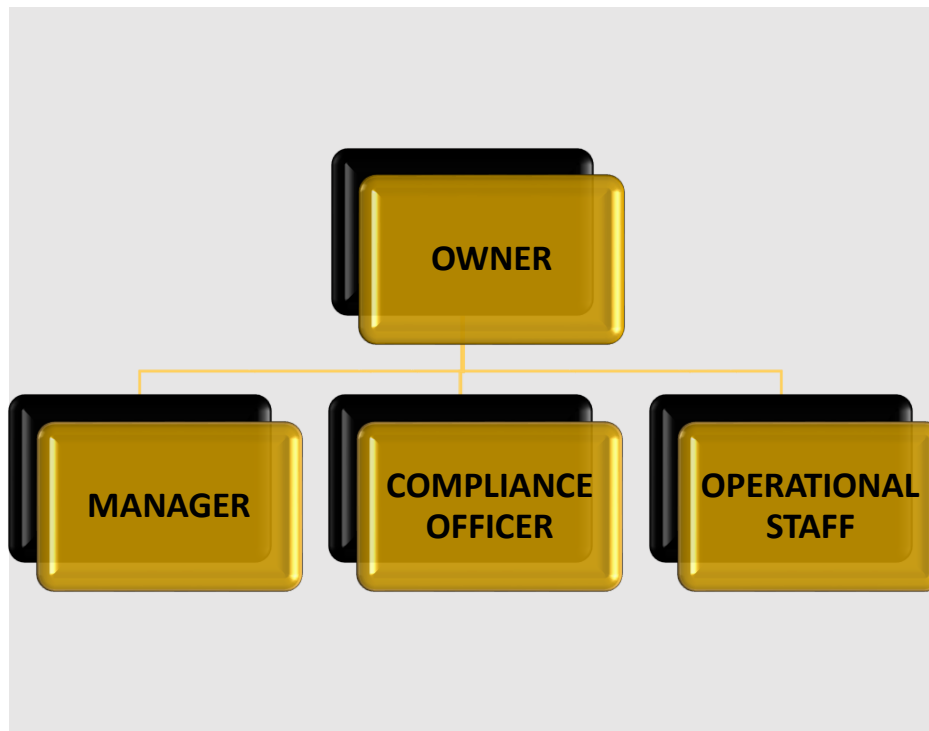 OWNER
MANAGER
COMPLIANCE
OFFICER
OPERATIONAL
STAFF